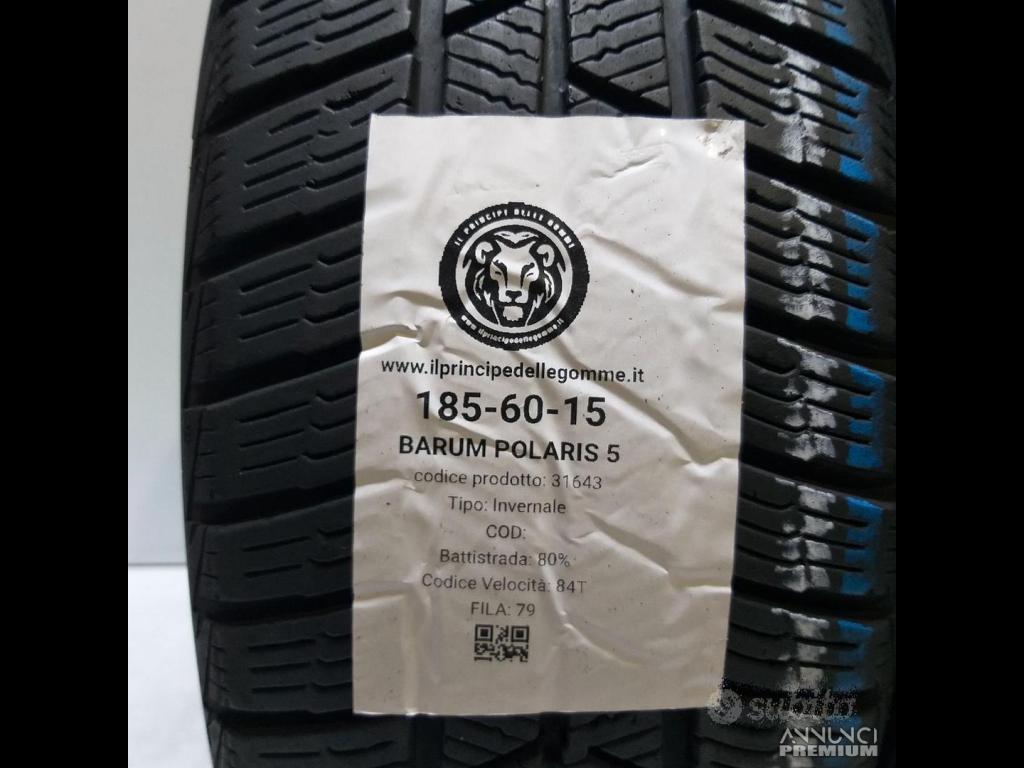 IL PRINCIPE DELLE GOMME
www.ilprincipedellegomme.it
www.ilprincipedellegomme.it
185-60-15
BARUM POLARIS 5
codice prodotto: 31643
Tipo: Invernale
COD:
Battistrada: 80%
Codice Velocità: 84T
FILA: 79
subito
ANNUNCI
PREMIUM